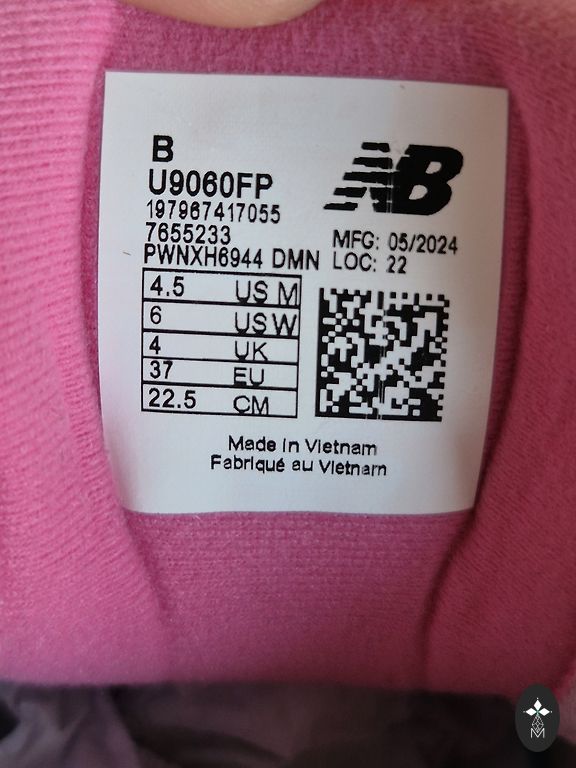 B
U9060FP
197967417055
7655233
PWNXH6944 DMN
NB
MFG: 05/2024
LOC: 22
4.5 US M
6 US W
4 UK
37 EU
22.5 CM
Made in Vietnam
Fabriqué au Vietnam
M